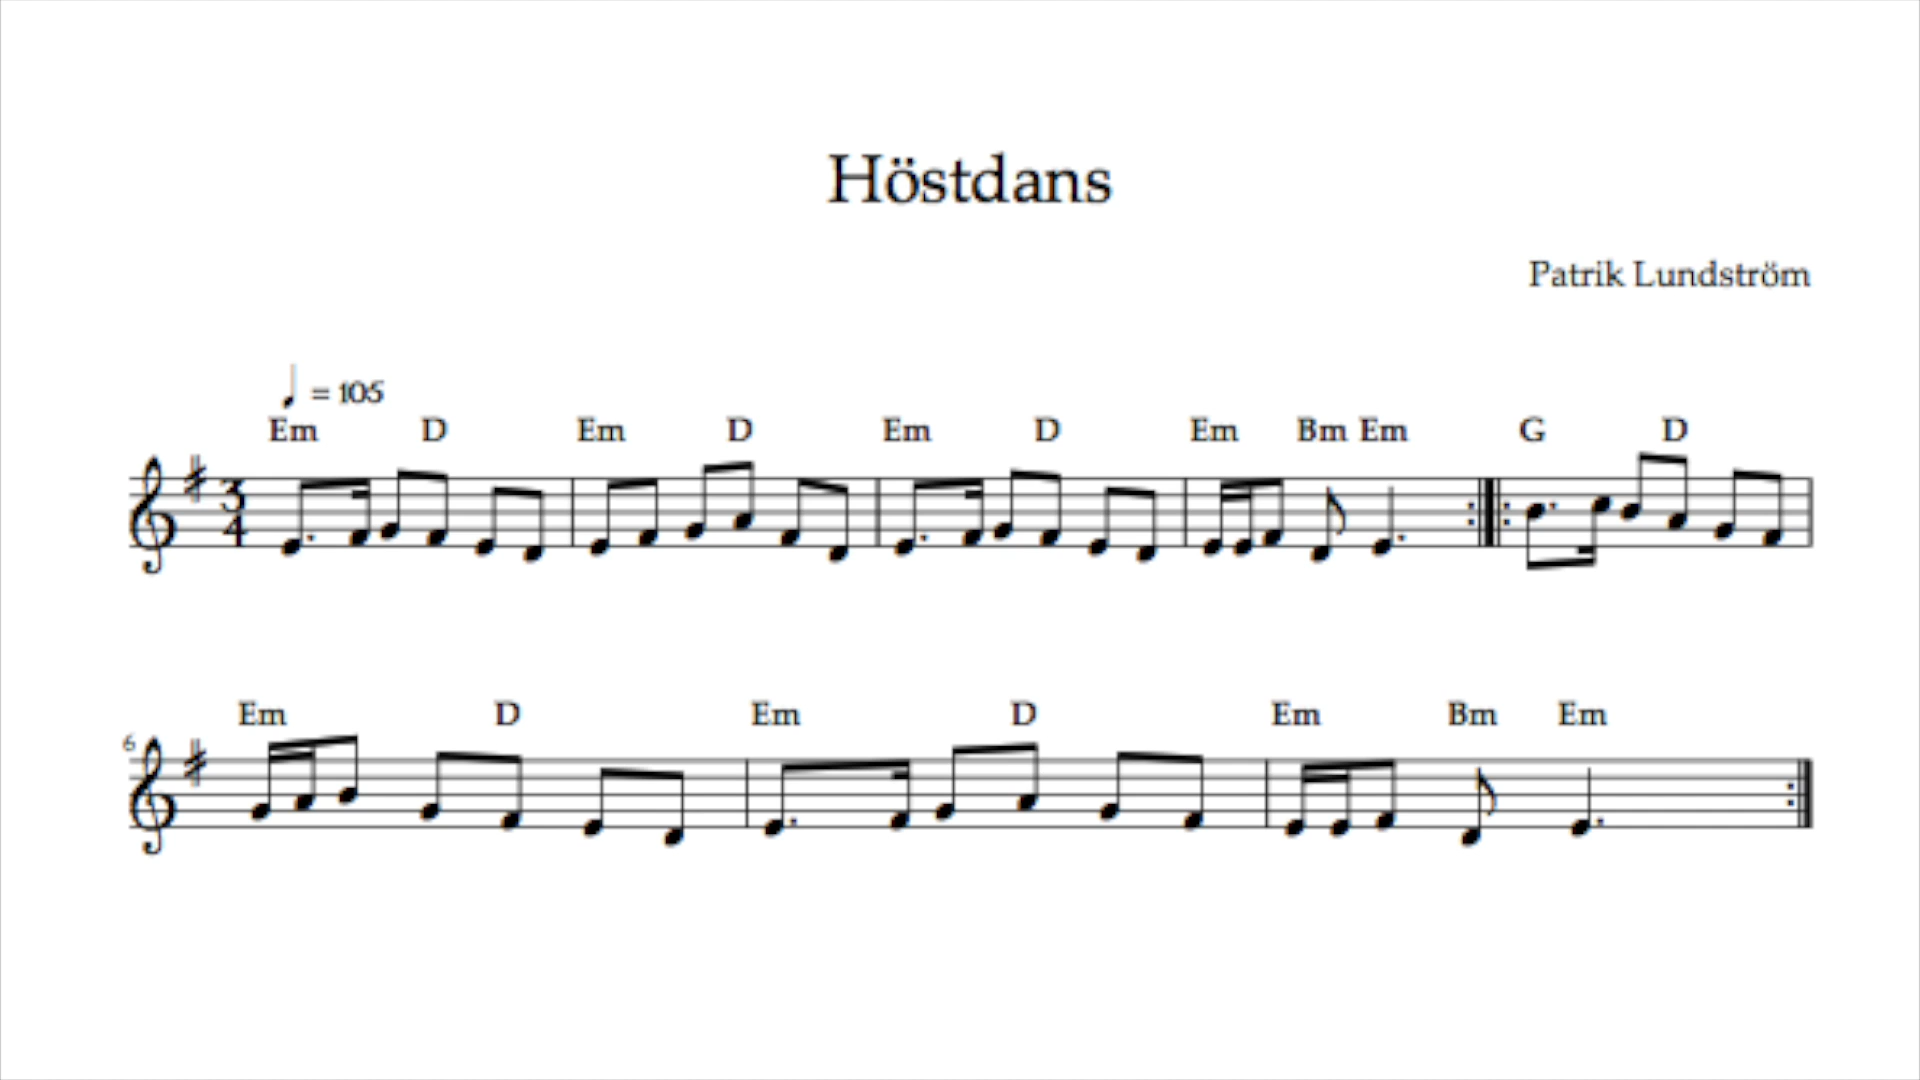 Höstdans
Patrik Lundström
= 105
Em D Em D Em D Em Bm Em G D
3
4
6
Em D Em D Em Bm Em